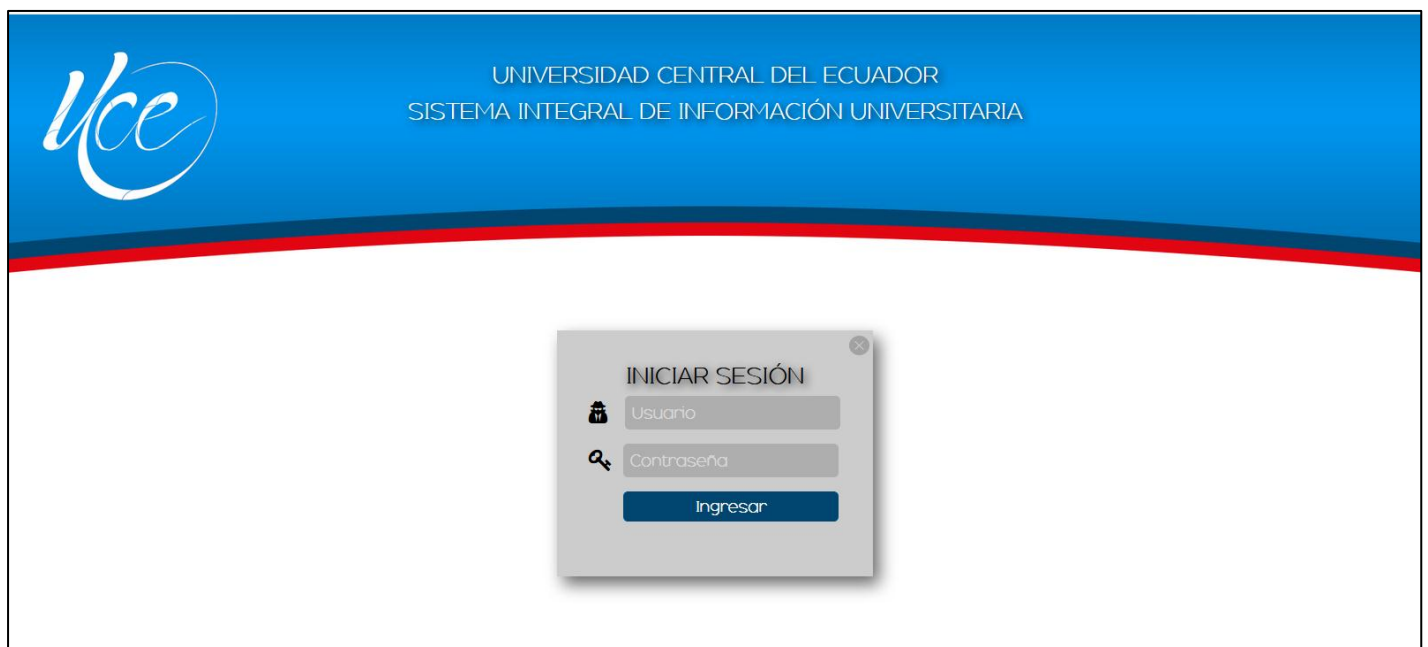 Uce
UNIVERSIDAD CENTRAL DEL ECUADOR
SISTEMA INTEGRAL DE INFORMACIÓN UNIVERSITARIA
INICIAR SESIÓN
Usuario
Contraseña
Ingresar